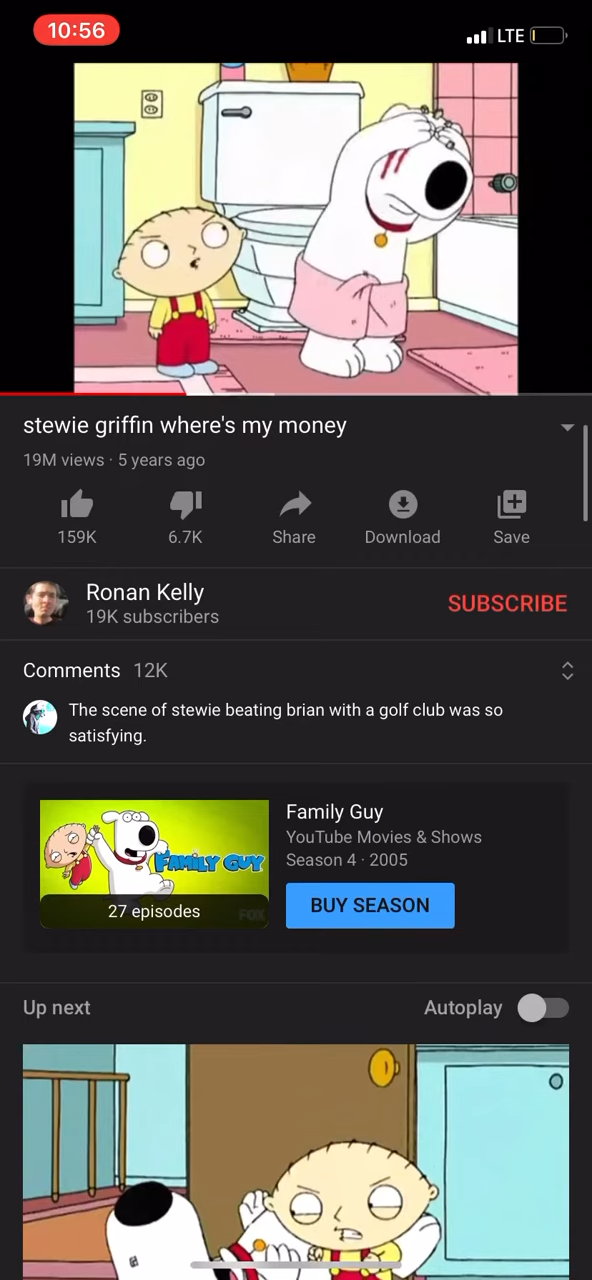 10:56
LTE
stewie griffin where's my money
19M views · 5 years ago
159K
6.7K
Share
Download
Save
Ronan Kelly
19K subscribers
SUBSCRIBE
Comments 12K
The scene of stewie beating brian with a golf club was so
satisfying.
FAMILY GUY
27 episodes
FOX
Family Guy
YouTube Movies & Shows
Season 4 · 2005
BUY SEASON
Up next
Autoplay